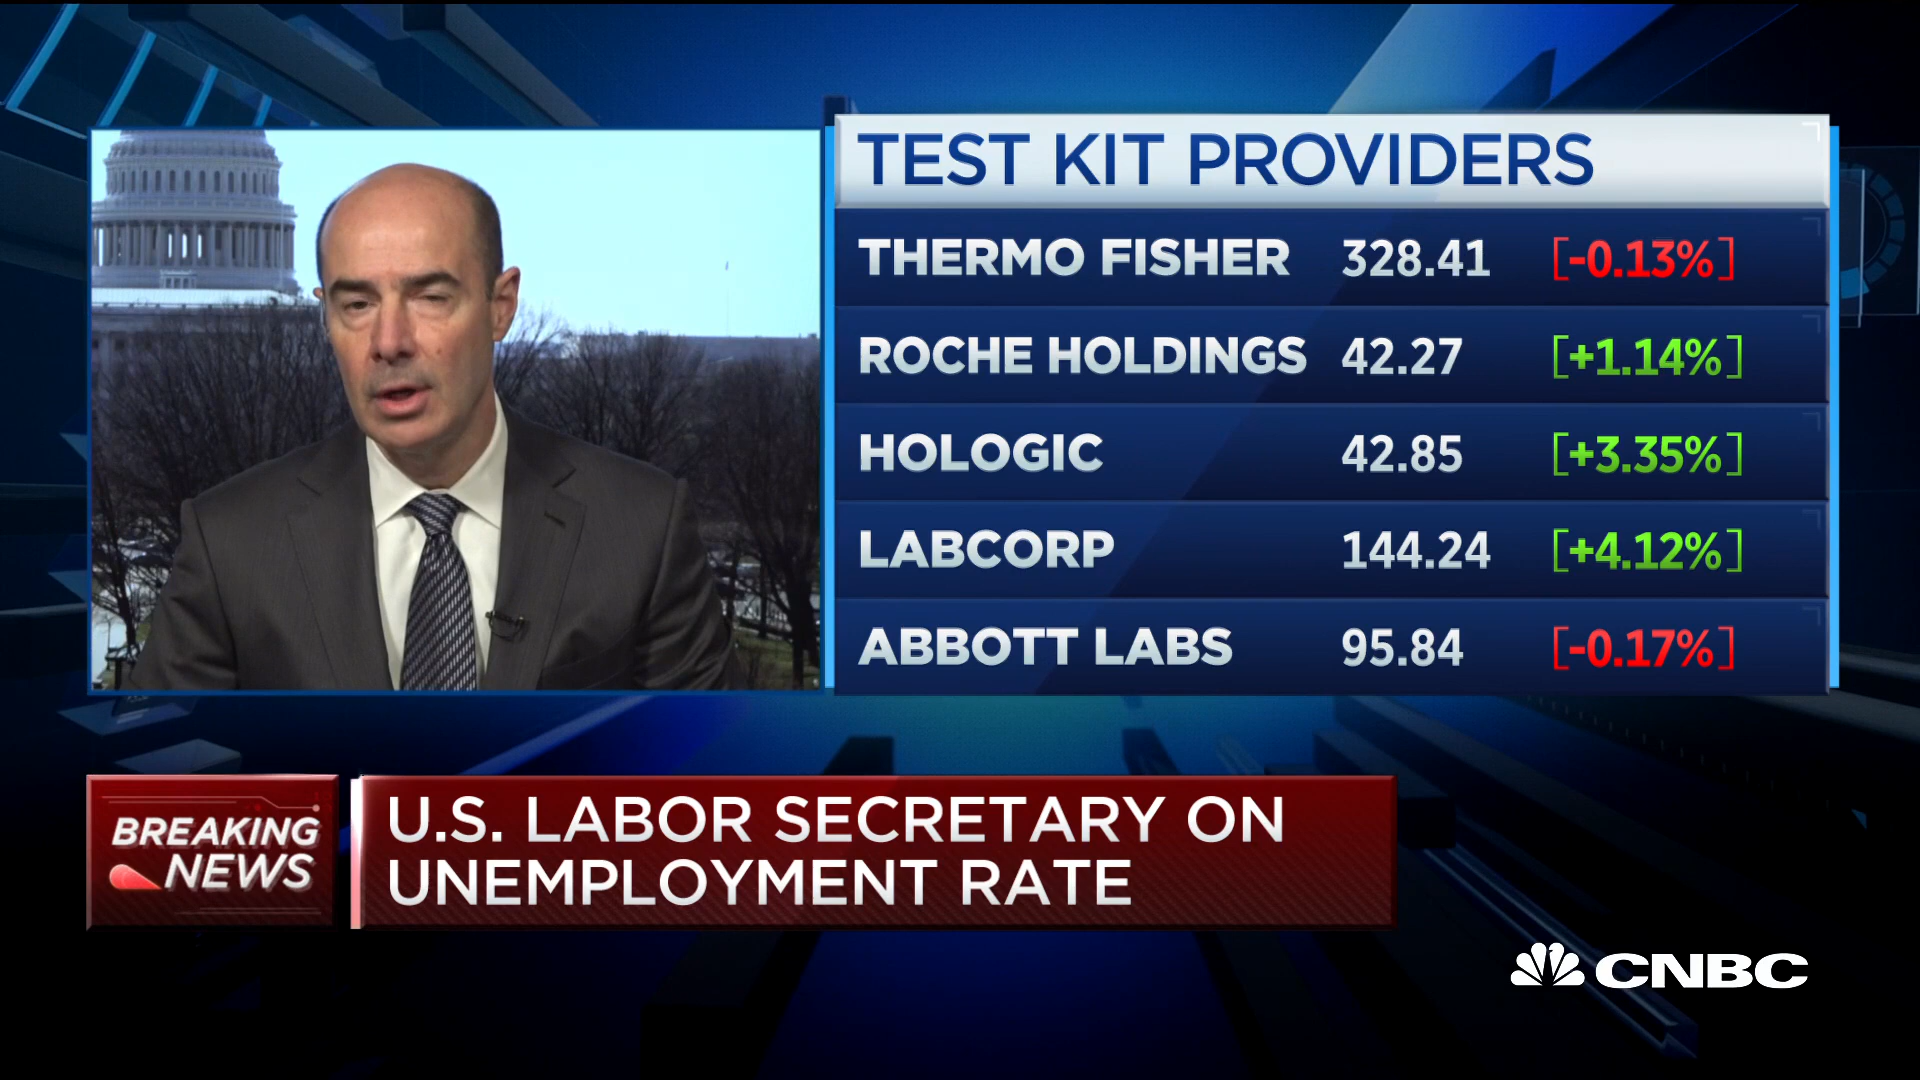 TEST KIT PROVIDERS
THERMO FISHER 328.41 [-0.13%]
ROCHE HOLDINGS 42.27 [+1.14%]
HOLOGIC 42.85 [+3.35%]
LABCORP 144.24 [+4.12%]
ABBOTT LABS 95.84 [-0.17%]
BREAKING
NEWS
U.S. LABOR SECRETARY ON
UNEMPLOYMENT RATE
CNBC